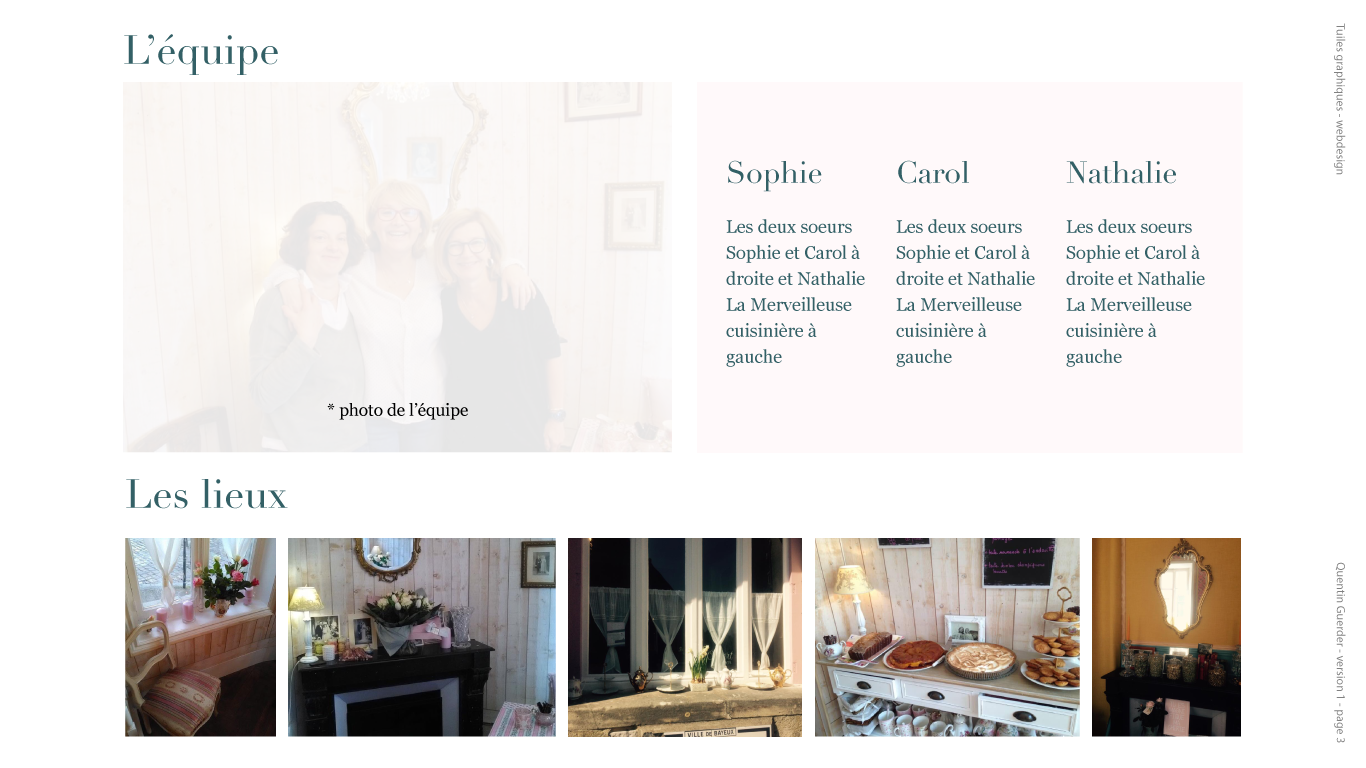 L’équipe
* photo de l’équipe
Sophie
Les deux soeurs
Sophie et Carol à
droite et Nathalie
La Merveilleuse
cuisinière à
gauche
Carol
Les deux soeurs
Sophie et Carol à
droite et Nathalie
La Merveilleuse
cuisinière à
gauche
Nathalie
Les deux soeurs
Sophie et Carol à
droite et Nathalie
La Merveilleuse
cuisinière à
gauche
Les lieux
VILLE DE BAYEUX
Tuiles graphiques - webdesign
Quentin Guerder - version 1 - page 3